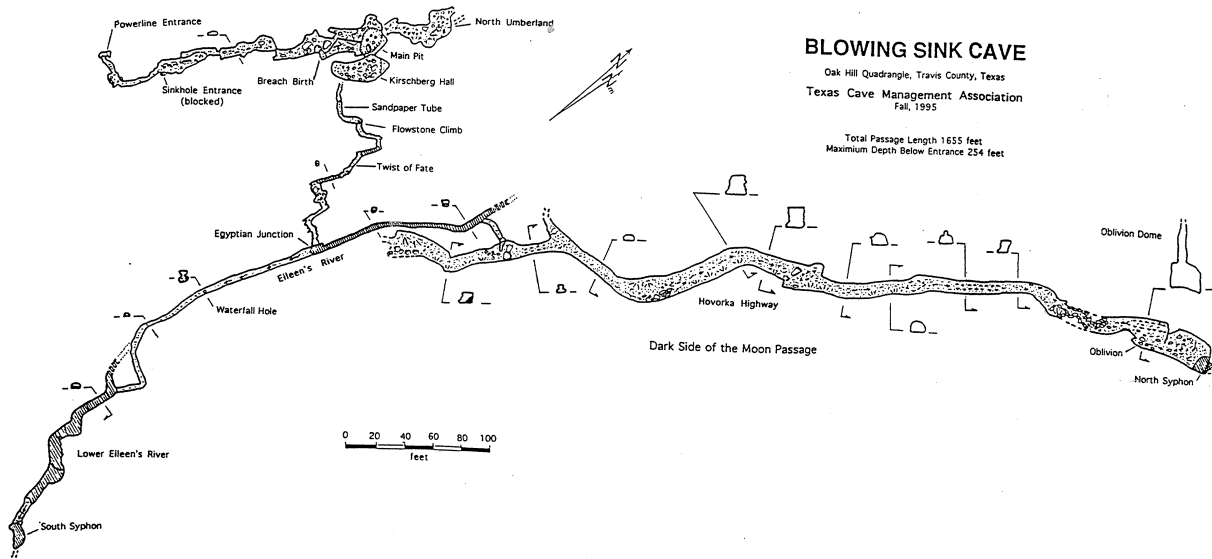 Powerline Entrance
North Umberland
Main Pit
Breach Birth
Kirschberg Hall
Sinkhole Entrance
(blocked)
Sandpaper Tube
Flowstone Climb
Twist of Fate
Egyptian Junction
Eileen's River
Waterfall Hole
Lower Eileen's River
South Syphon
N
Nm
BLOWING SINK CAVE
Oak Hill Quadrangle, Travis County, Texas
Texas Cave Management Association
Fall, 1995
Total Passage Length 1655 feet
Maximum Depth Below Entrance 254 feet
Oblivion Dome
Hovorka Highway
Dark Side of the Moon Passage
Oblivion
North Syphon
0 20 40 60 80 100
feet